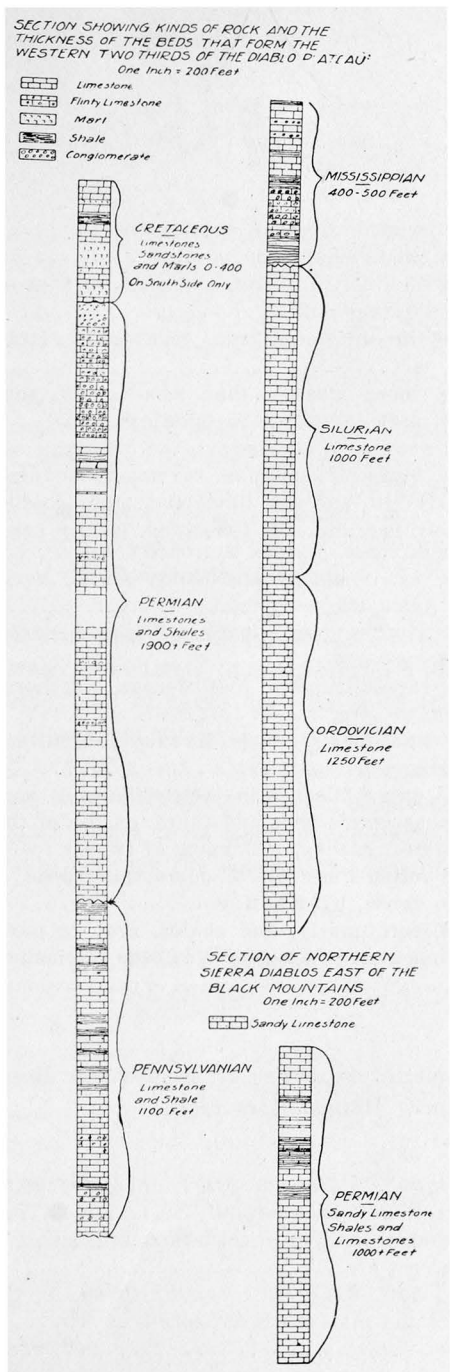 SECTION SHOWING KINDS OF ROCK AND THE
THICKNESS OF THE BEDS THAT FORM THE
WESTERN TWO THIRDS OF THE DIABLO PLATEAU
One Inch = 200 Feet
Limestone
Flinty Limestone
Marl
Shale
Conglomerate
CRETACEOUS
Limestones
Sandstones
and Marls 0-400
On South Side Only
PERMIAN
Limestones
and Shales
1900+ Feet
PENNSYLVANIAN
Limestone
and Shale
1100 Feet
MISSISSIPPIAN
400-500 Feet
SILURIAN
Limestone
1000 Feet
ORDOVICIAN
Limestone
1250 Feet
SECTION OF NORTHERN
SIERRA DIABLOS EAST OF THE
BLACK MOUNTAINS
One Inch = 200 Feet
Sandy Limestone
PERMIAN
Sandy Limestone
Shales and
Limestones
1000+ Feet